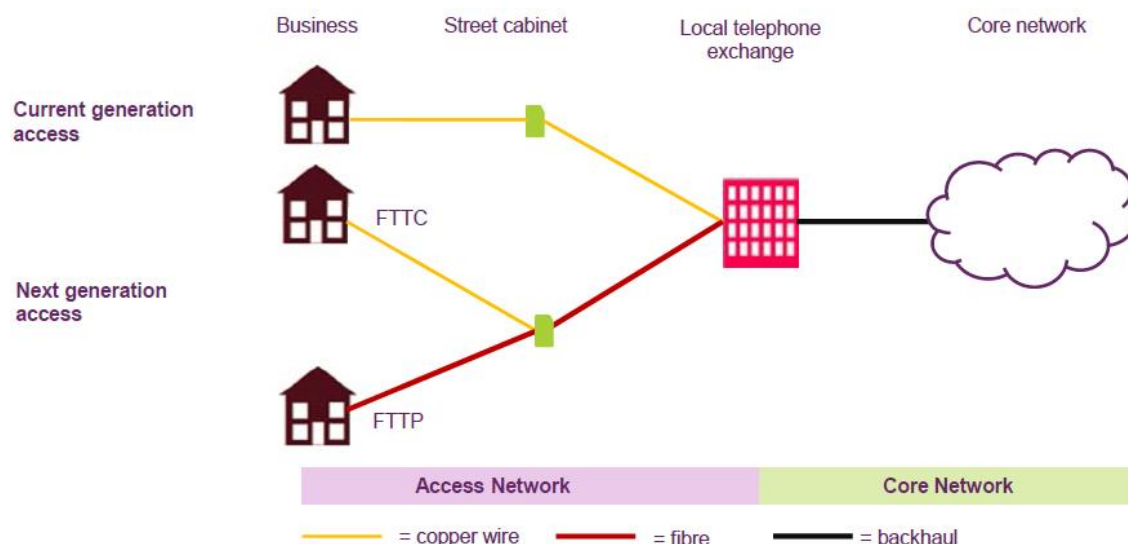 Business
Street cabinet
Local telephone
exchange
Core network
Current generation
access
FTTC
Next generation
access
FTTP
Access Network
Core Network
= copper wire
= fibre
= backhaul